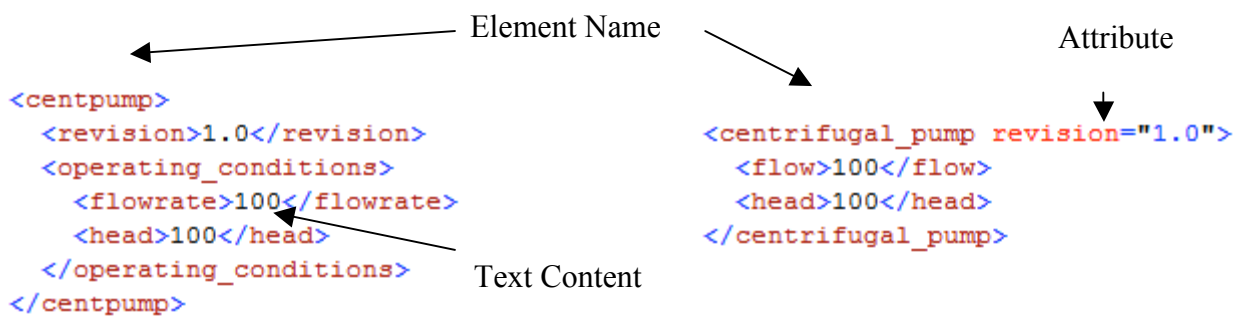 Element Name
Attribute
<centpump>
  <revision>1.0</revision>
  <operating_conditions>
    <flowrate>100</flowrate>
    <head>100</head>
  </operating_conditions>
</centpump>
<centrifugal_pump revision="1.0">
  <flow>100</flow>
  <head>100</head>
</centrifugal_pump>
Text Content